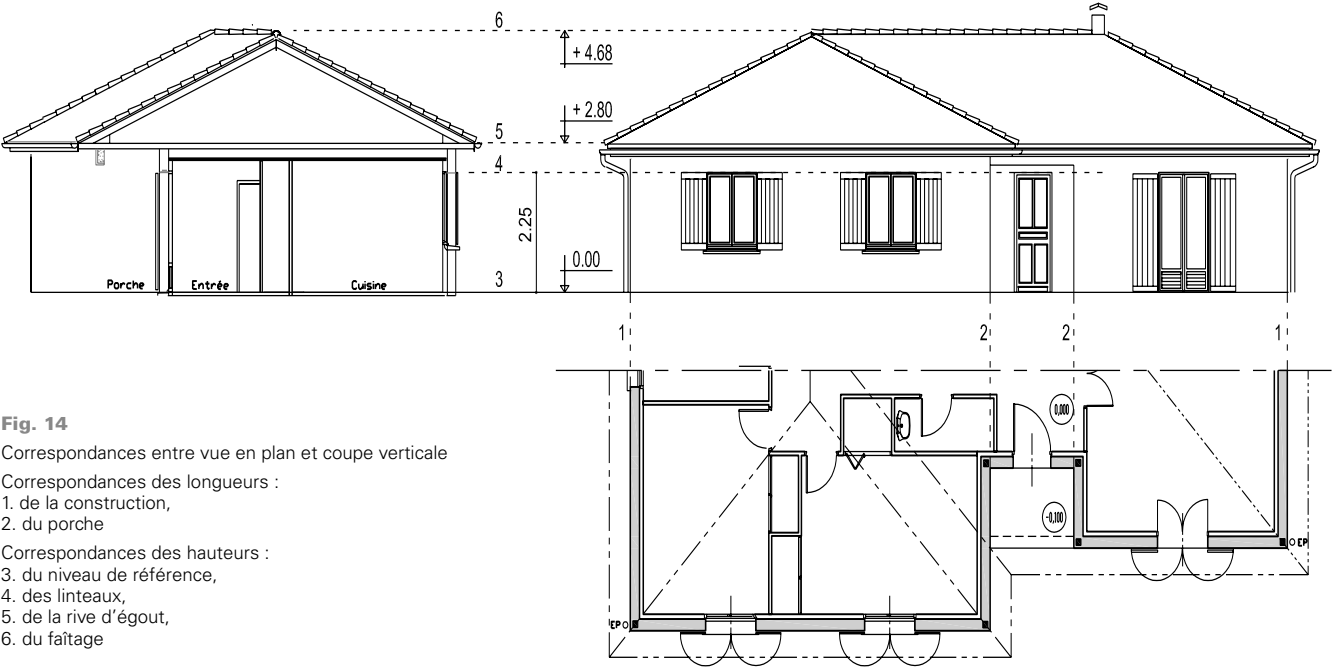 6
+ 4.68
+ 2.80
5
4
2.25
0.00
3
Porche
Entrée
Cuisine
1
2
2
1
0,000
-0,100
EP
EP
Fig. 14
Correspondances entre vue en plan et coupe verticale
Correspondances des longueurs :
1. de la construction,
2. du porche
Correspondances des hauteurs :
3. du niveau de référence,
4. des linteaux,
5. de la rive d’égout,
6. du faîtage